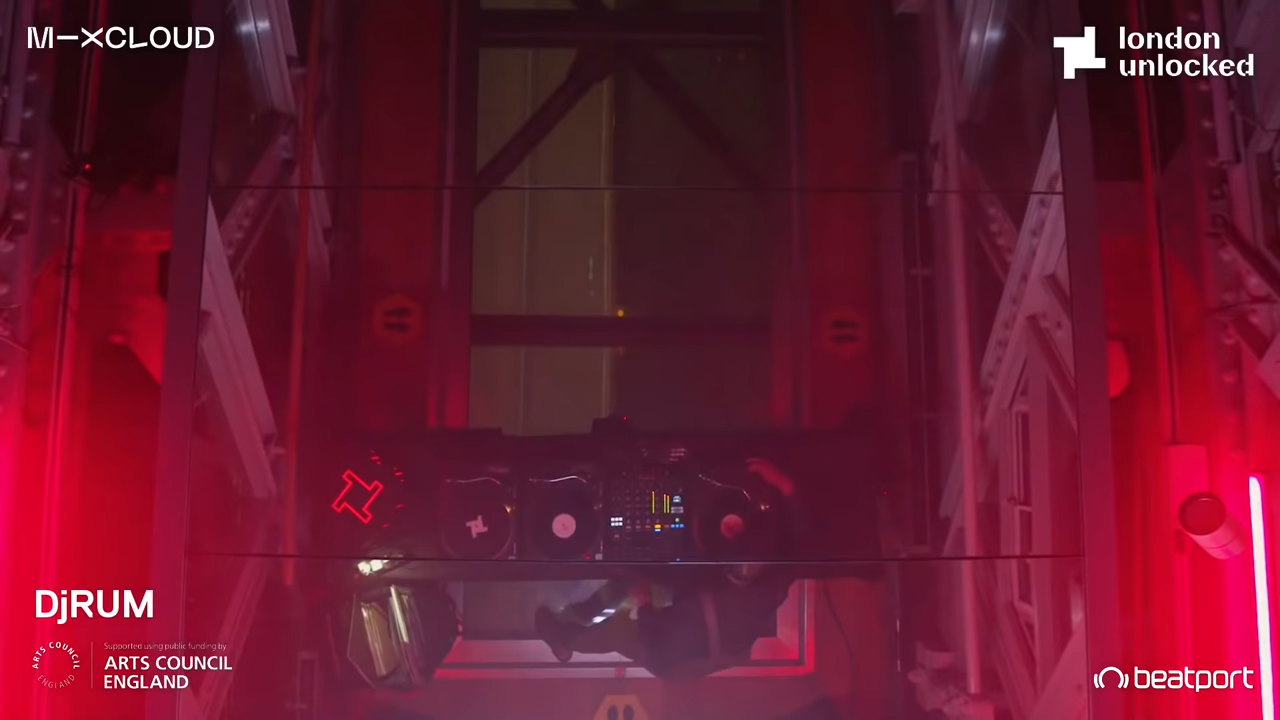 M—XCLOUD
london
unlocked
DjRUM
ARTS COUNCIL
ENGLAND
Supported using public funding by
ARTS COUNCIL
ENGLAND
beatport